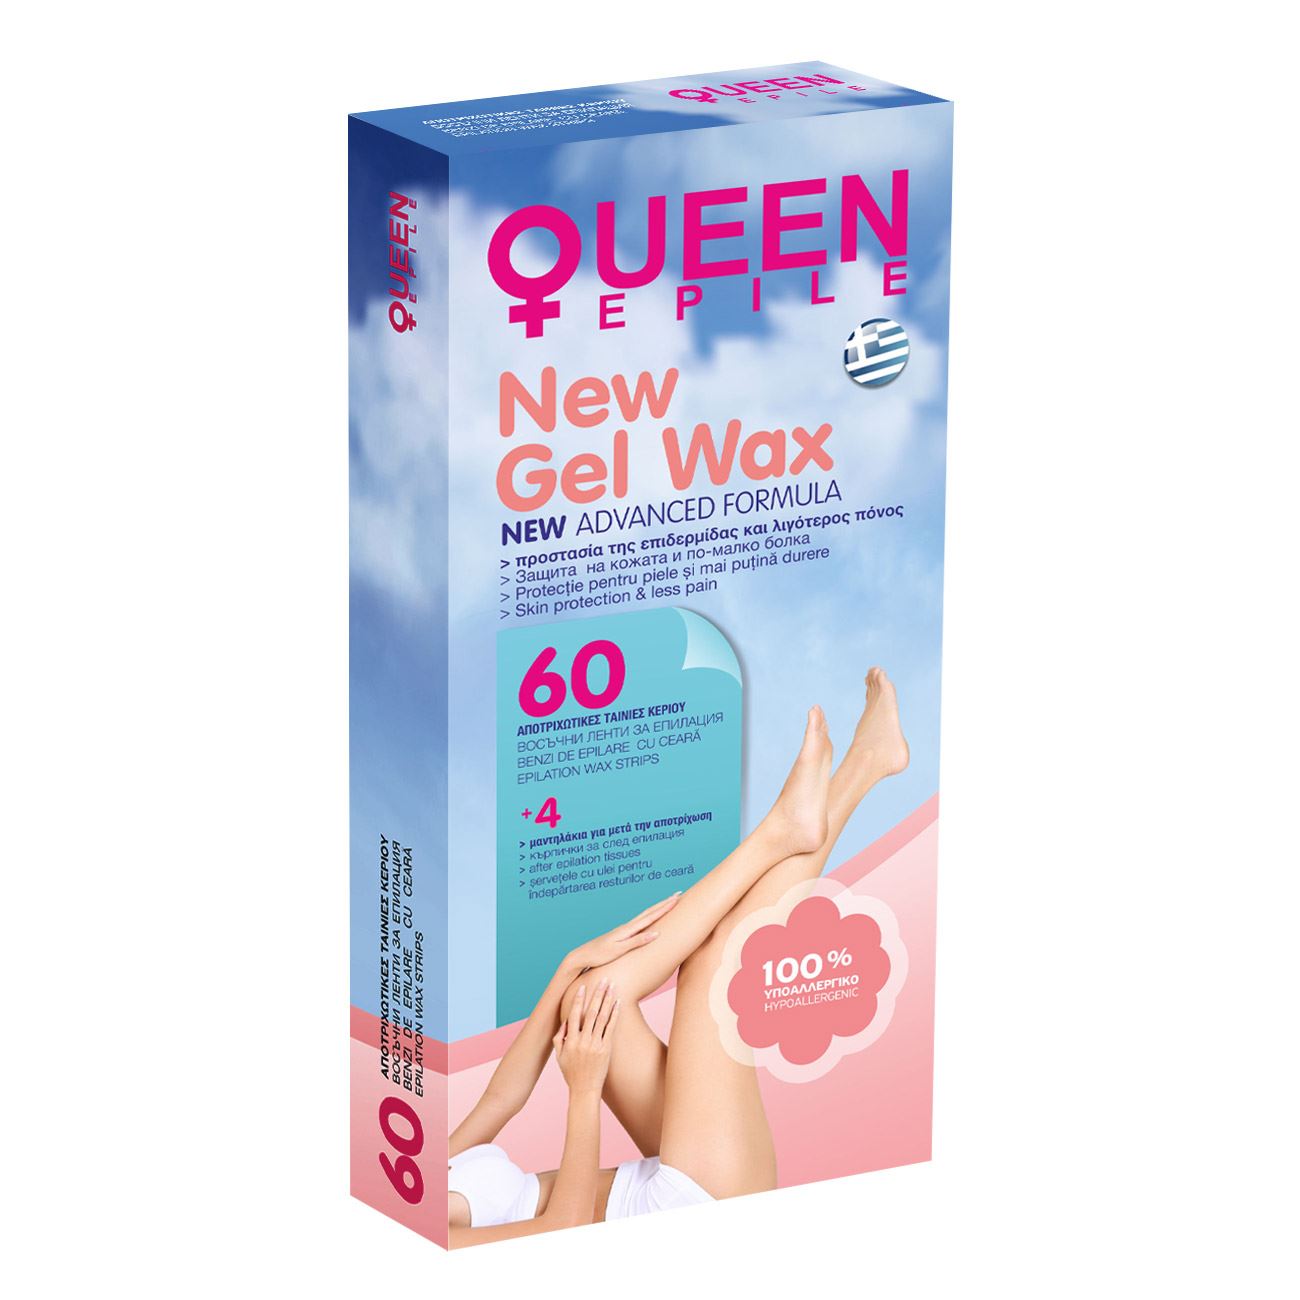 QUEEN
EPILE
QUEEN
EPILE
New
Gel Wax
NEW ADVANCED FORMULA
> προστασία της επιδερμίδας και λιγότερος πόνος
> Защита на кожата и по-малко болка
> Protecție pentru piele și mai puțină durere
> Skin protection & less pain
60
ΑΠΟΤΡΙΧΩΤΙΚΕΣ ΤΑΙΝΙΕΣ ΚΕΡΙΟΥ
ВОСЪЧНИ ЛЕНТИ ЗА ЕПИЛАЦИЯ
BENZI DE EPILARE CU CEARĂ
EPILATION WAX STRIPS
+4
> μαντηλάκια για μετά την αποτρίχωση
> кърпички за след епилация
> after epilation tissues
> șervețele cu ulei pentru
îndepărtarea resturilor de ceară
100%
ΥΠΟΑΛΛΕΡΓΙΚΟ
HYPOALLERGENIC
QUEEN
EPILE
60
ΑΠΟΤΡΙΧΩΤΙΚΕΣ ΤΑΙΝΙΕΣ ΚΕΡΙΟΥ
ВОСЪЧНИ ЛЕНТИ ЗА ЕПИЛАЦИЯ
BENZI DE EPILARE CU CEARĂ
EPILATION WAX STRIPS